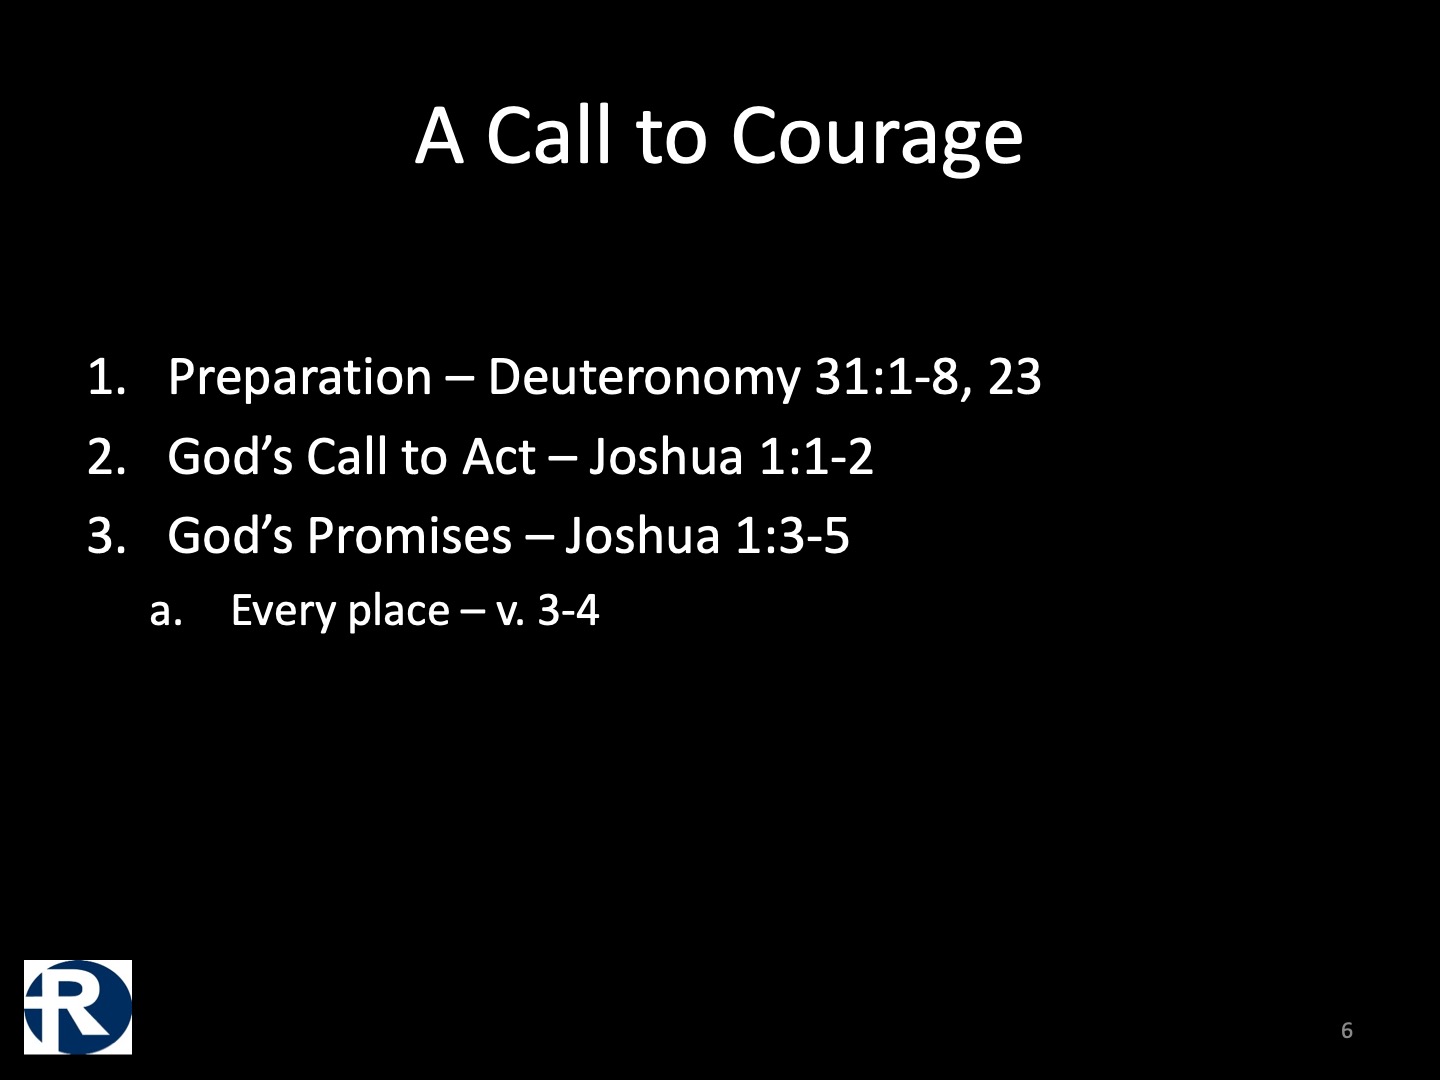 A Call to Courage
1. Preparation – Deuteronomy 31:1-8, 23
2. God’s Call to Act – Joshua 1:1-2
3. God’s Promises – Joshua 1:3-5
a. Every place – v. 3-4
R
6